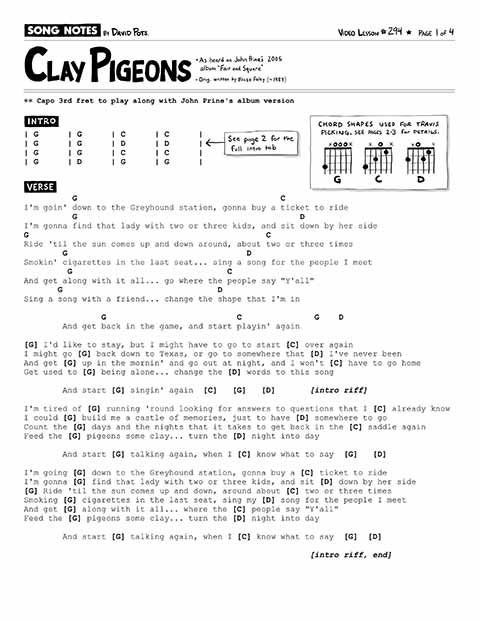 SONG NOTES BY DAVID POTS. VIDEO LESSON #294 ★ PAGE 1 of 4
CLAY PIGEONS
• As heard on John Prine's 2005
album "Fair and Square"
• Orig. written by Blaze Foley (~1989)
** Capo 3rd fret to play along with John Prine's album version
INTRO
| G | G | C | C |
| G | G | D | D |
| G | G | C | C |
| G | G | D | D |
See page 2 for the
full intro tab
CHORD SHAPES USED FOR TRAVIS
PICKING. SEE PAGES 2-3 FOR DETAILS.
G C D
VERSE
G C
I'm goin' down to the Greyhound station, gonna buy a ticket to ride
G D
I'm gonna find that lady with two or three kids, and sit down by her side
G C
Ride 'til the sun comes up and down around, about two or three times
G D
Smokin' cigarettes in the last seat... sing a song for the people I meet
G C
And get along with it all... go where the people say "Y'all"
G D
Sing a song with a friend... change the shape that I'm in
G C G D
And get back in the game, and start playin' again
[G] I'd like to stay, but I might have to go to start [C] over again
I might go [G] back down to Texas, or go to somewhere that [D] I've never been
And get [G] up in the mornin' and go out at night, and I won't [C] have to go home
Get used [G] to being alone... change the [D] words to this song
And start [G] singin' again [C] [G] [D] [intro riff]
I'm tired of [G] running 'round looking for answers to questions that I [C] already know
I could [G] build me a castle of memories, just to have [D] somewhere to go
Count the [G] days and the nights that it takes to get back in the [C] saddle again
Feed the [G] pigeons some clay... turn the [D] night into day
And start [G] talking again, when I [C] know what to say [G] [D]
I'm going [G] down to the Greyhound station, gonna buy a [C] ticket to ride
I'm gonna [G] find that lady with two or three kids, and sit [D] down by her side
[G] Ride 'til the sun comes up and down, around about [C] two or three times
Smoking [G] cigarettes in the last seat, sing my [D] song for the people I meet
And get [G] along with it all... where the [C] people say "Y'all"
Feed the [G] pigeons some clay... turn the [D] night into day
And start [G] talking again, when I [C] know what to say [G] [D]
[intro riff, end]